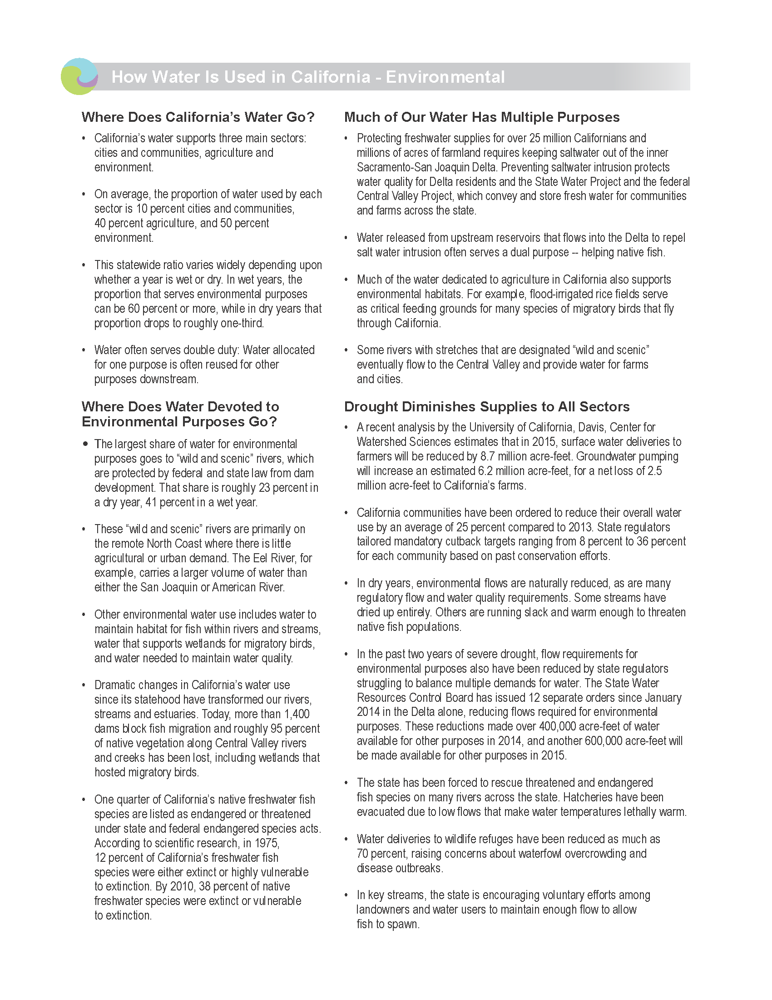 How Water Is Used in California - Environmental
Where Does California’s Water Go?
• California’s water supports three main sectors:
cities and communities, agriculture and
environment.
• On average, the proportion of water used by each
sector is 10 percent cities and communities,
40 percent agriculture, and 50 percent
environment.
• This statewide ratio varies widely depending upon
whether a year is wet or dry. In wet years, the
proportion that serves environmental purposes
can be 60 percent or more, while in dry years that
proportion drops to roughly one-third.
• Water often serves double duty: Water allocated
for one purpose is often reused for other
purposes downstream.
Where Does Water Devoted to
Environmental Purposes Go?
• The largest share of water for environmental
purposes goes to “wild and scenic” rivers, which
are protected by federal and state law from dam
development. That share is roughly 23 percent in
a dry year, 41 percent in a wet year.
• These “wild and scenic” rivers are primarily on
the remote North Coast where there is little
agricultural or urban demand. The Eel River, for
example, carries a larger volume of water than
either the San Joaquin or American River.
• Other environmental water use includes water to
maintain habitat for fish within rivers and streams,
water that supports wetlands for migratory birds,
and water needed to maintain water quality.
• Dramatic changes in California’s water use
since its statehood have transformed our rivers,
streams and estuaries. Today, more than 1,400
dams block fish migration and roughly 95 percent
of native vegetation along Central Valley rivers
and creeks has been lost, including wetlands that
hosted migratory birds.
• One quarter of California’s native freshwater fish
species are listed as endangered or threatened
under state and federal endangered species acts.
According to scientific research, in 1975,
12 percent of California’s freshwater fish
species were either extinct or highly vulnerable
to extinction. By 2010, 38 percent of native
freshwater species were extinct or vulnerable
to extinction.
Much of Our Water Has Multiple Purposes
• Protecting freshwater supplies for over 25 million Californians and
millions of acres of farmland requires keeping saltwater out of the inner
Sacramento-San Joaquin Delta. Preventing saltwater intrusion protects
water quality for Delta residents and the State Water Project and the federal
Central Valley Project, which convey and store fresh water for communities
and farms across the state.
• Water released from upstream reservoirs that flows into the Delta to repel
salt water intrusion often serves a dual purpose -- helping native fish.
• Much of the water dedicated to agriculture in California also supports
environmental habitats. For example, flood-irrigated rice fields serve
as critical feeding grounds for many species of migratory birds that fly
through California.
• Some rivers with stretches that are designated “wild and scenic”
eventually flow to the Central Valley and provide water for farms
and cities.
Drought Diminishes Supplies to All Sectors
• A recent analysis by the University of California, Davis, Center for
Watershed Sciences estimates that in 2015, surface water deliveries to
farmers will be reduced by 8.7 million acre-feet. Groundwater pumping
will increase an estimated 6.2 million acre-feet, for a net loss of 2.5
million acre-feet to California’s farms.
• California communities have been ordered to reduce their overall water
use by an average of 25 percent compared to 2013. State regulators
tailored mandatory cutback targets ranging from 8 percent to 36 percent
for each community based on past conservation efforts.
• In dry years, environmental flows are naturally reduced, as are many
regulatory flow and water quality requirements. Some streams have
dried up entirely. Others are running slack and warm enough to threaten
native fish populations.
• In the past two years of severe drought, flow requirements for
environmental purposes also have been reduced by state regulators
struggling to balance multiple demands for water. The State Water
Resources Control Board has issued 12 separate orders since January
2014 in the Delta alone, reducing flows required for environmental
purposes. These reductions made over 400,000 acre-feet of water
available for other purposes in 2014, and another 600,000 acre-feet will
be made available for other purposes in 2015.
• The state has been forced to rescue threatened and endangered
fish species on many rivers across the state. Hatcheries have been
evacuated due to low flows that make water temperatures lethally warm.
• Water deliveries to wildlife refuges have been reduced as much as
70 percent, raising concerns about waterfowl overcrowding and
disease outbreaks.
• In key streams, the state is encouraging voluntary efforts among
landowners and water users to maintain enough flow to allow
fish to spawn.